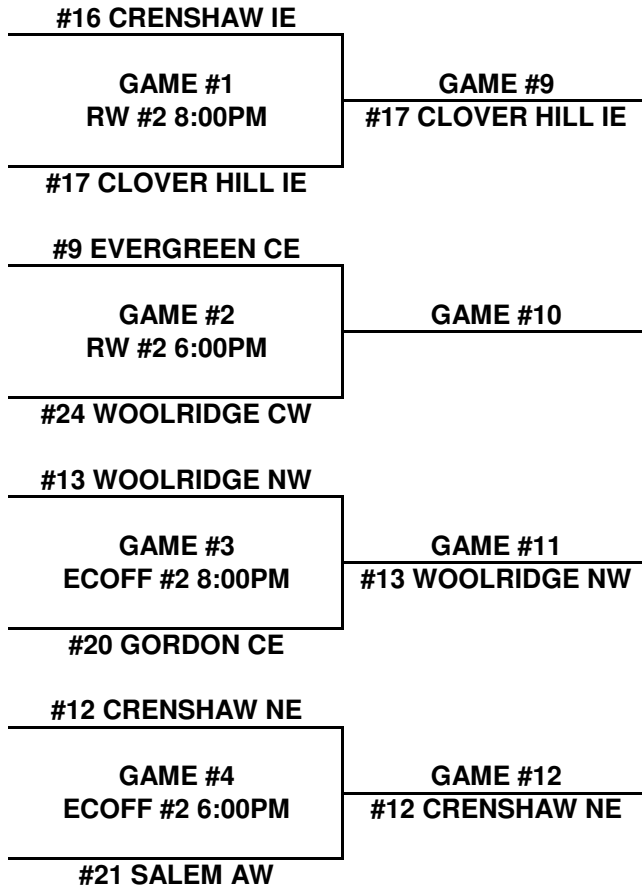 #16 CRENSHAW IE
GAME #1
RW #2 8:00PM
GAME #9
#17 CLOVER HILL IE
#17 CLOVER HILL IE
#9 EVERGREEN CE
GAME #2
RW #2 6:00PM
GAME #10
#24 WOOLRIDGE CW
#13 WOOLRIDGE NW
GAME #3
ECOFF #2 8:00PM
GAME #11
#13 WOOLRIDGE NW
#20 GORDON CE
#12 CRENSHAW NE
GAME #4
ECOFF #2 6:00PM
GAME #12
#12 CRENSHAW NE
#21 SALEM AW